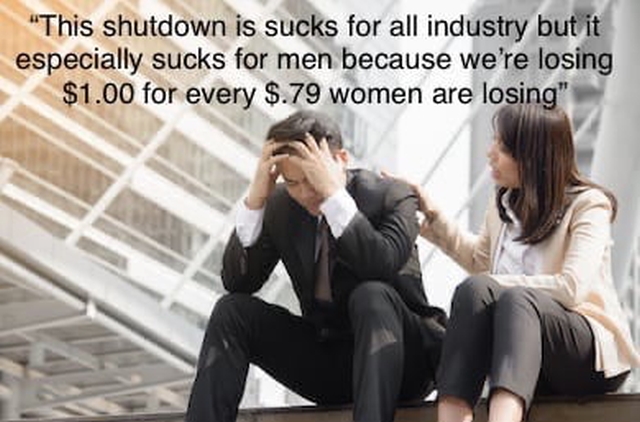 “This shutdown is sucks for all industry but it
especially sucks for men because we’re losing
$1.00 for every $.79 women are losing”